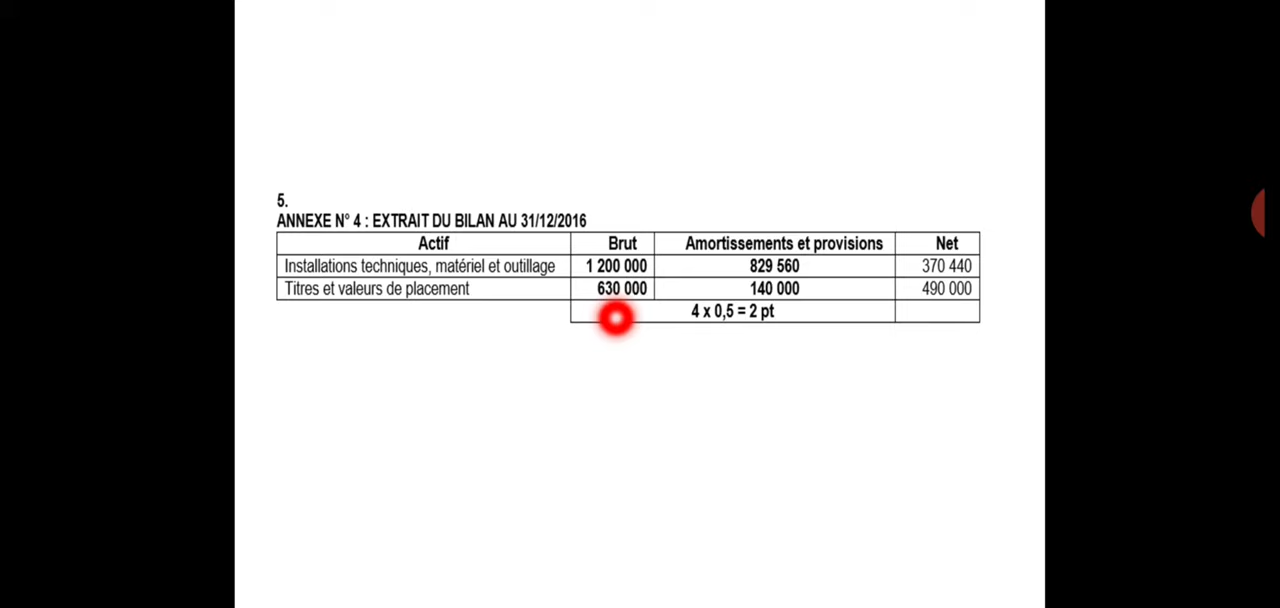 5.
ANNEXE N° 4 : EXTRAIT DU BILAN AU 31/12/2016
Actif Brut Amortissements et provisions Net
Installations techniques, matériel et outillage 1 200 000 829 560 370 440
Titres et valeurs de placement 630 000 140 000 490 000
4 x 0,5 = 2 pt